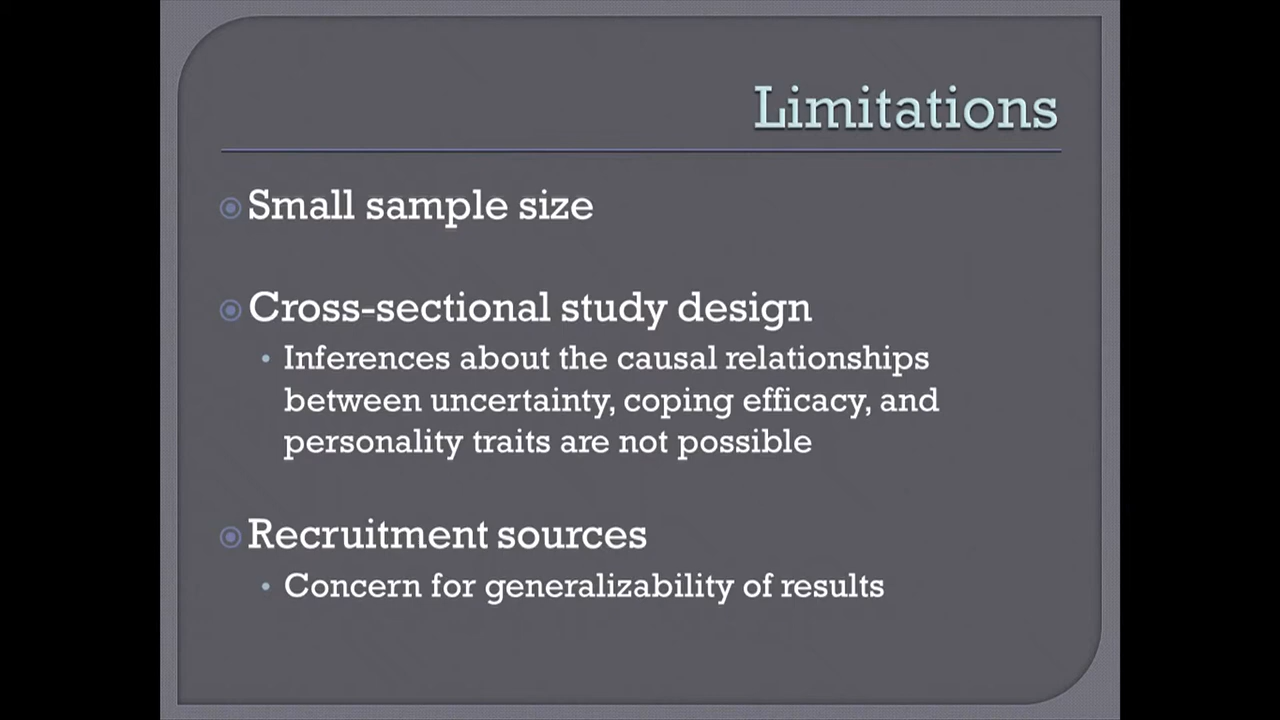 Limitations
Small sample size
Cross-sectional study design
Inferences about the causal relationships
between uncertainty, coping efficacy, and
personality traits are not possible
Recruitment sources
Concern for generalizability of results